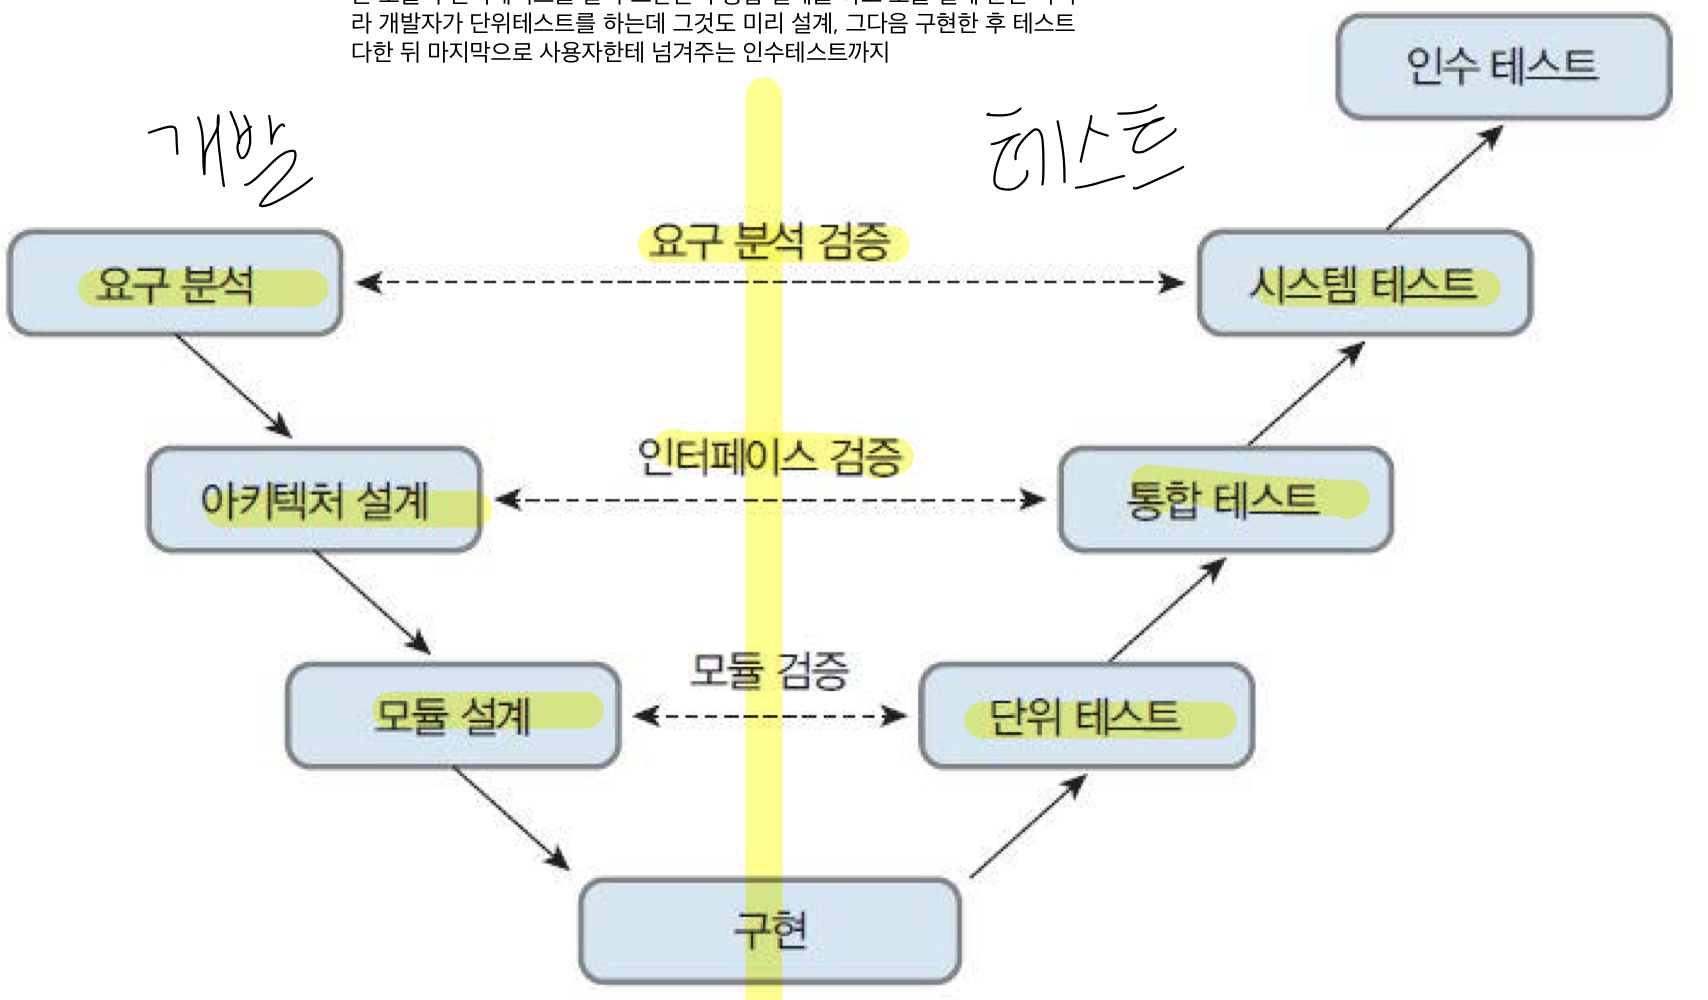 라 개발자가 단위테스트를 하는데 그것도 미리 설계, 그다음 구현한 후 테스트
다한 뒤 마지막으로 사용자한테 넘겨주는 인수테스트까지
인수 테스트
개발
테스트
요구 분석 검증
요구 분석
시스템 테스트
인터페이스 검증
아키텍처 설계
통합 테스트
모듈 검증
모듈 설계
단위 테스트
구현